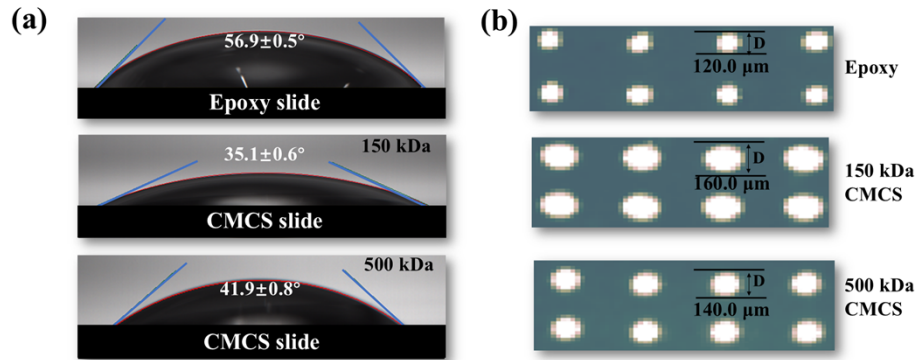 (a)
56.9±0.5°
Epoxy slide
35.1±0.6°
150 kDa
CMCS slide
500 kDa
41.9±0.8°
CMCS slide
(b)
D
120.0 μm
Epoxy
D
160.0 μm
150 kDa
CMCS
D
140.0 μm
500 kDa
CMCS